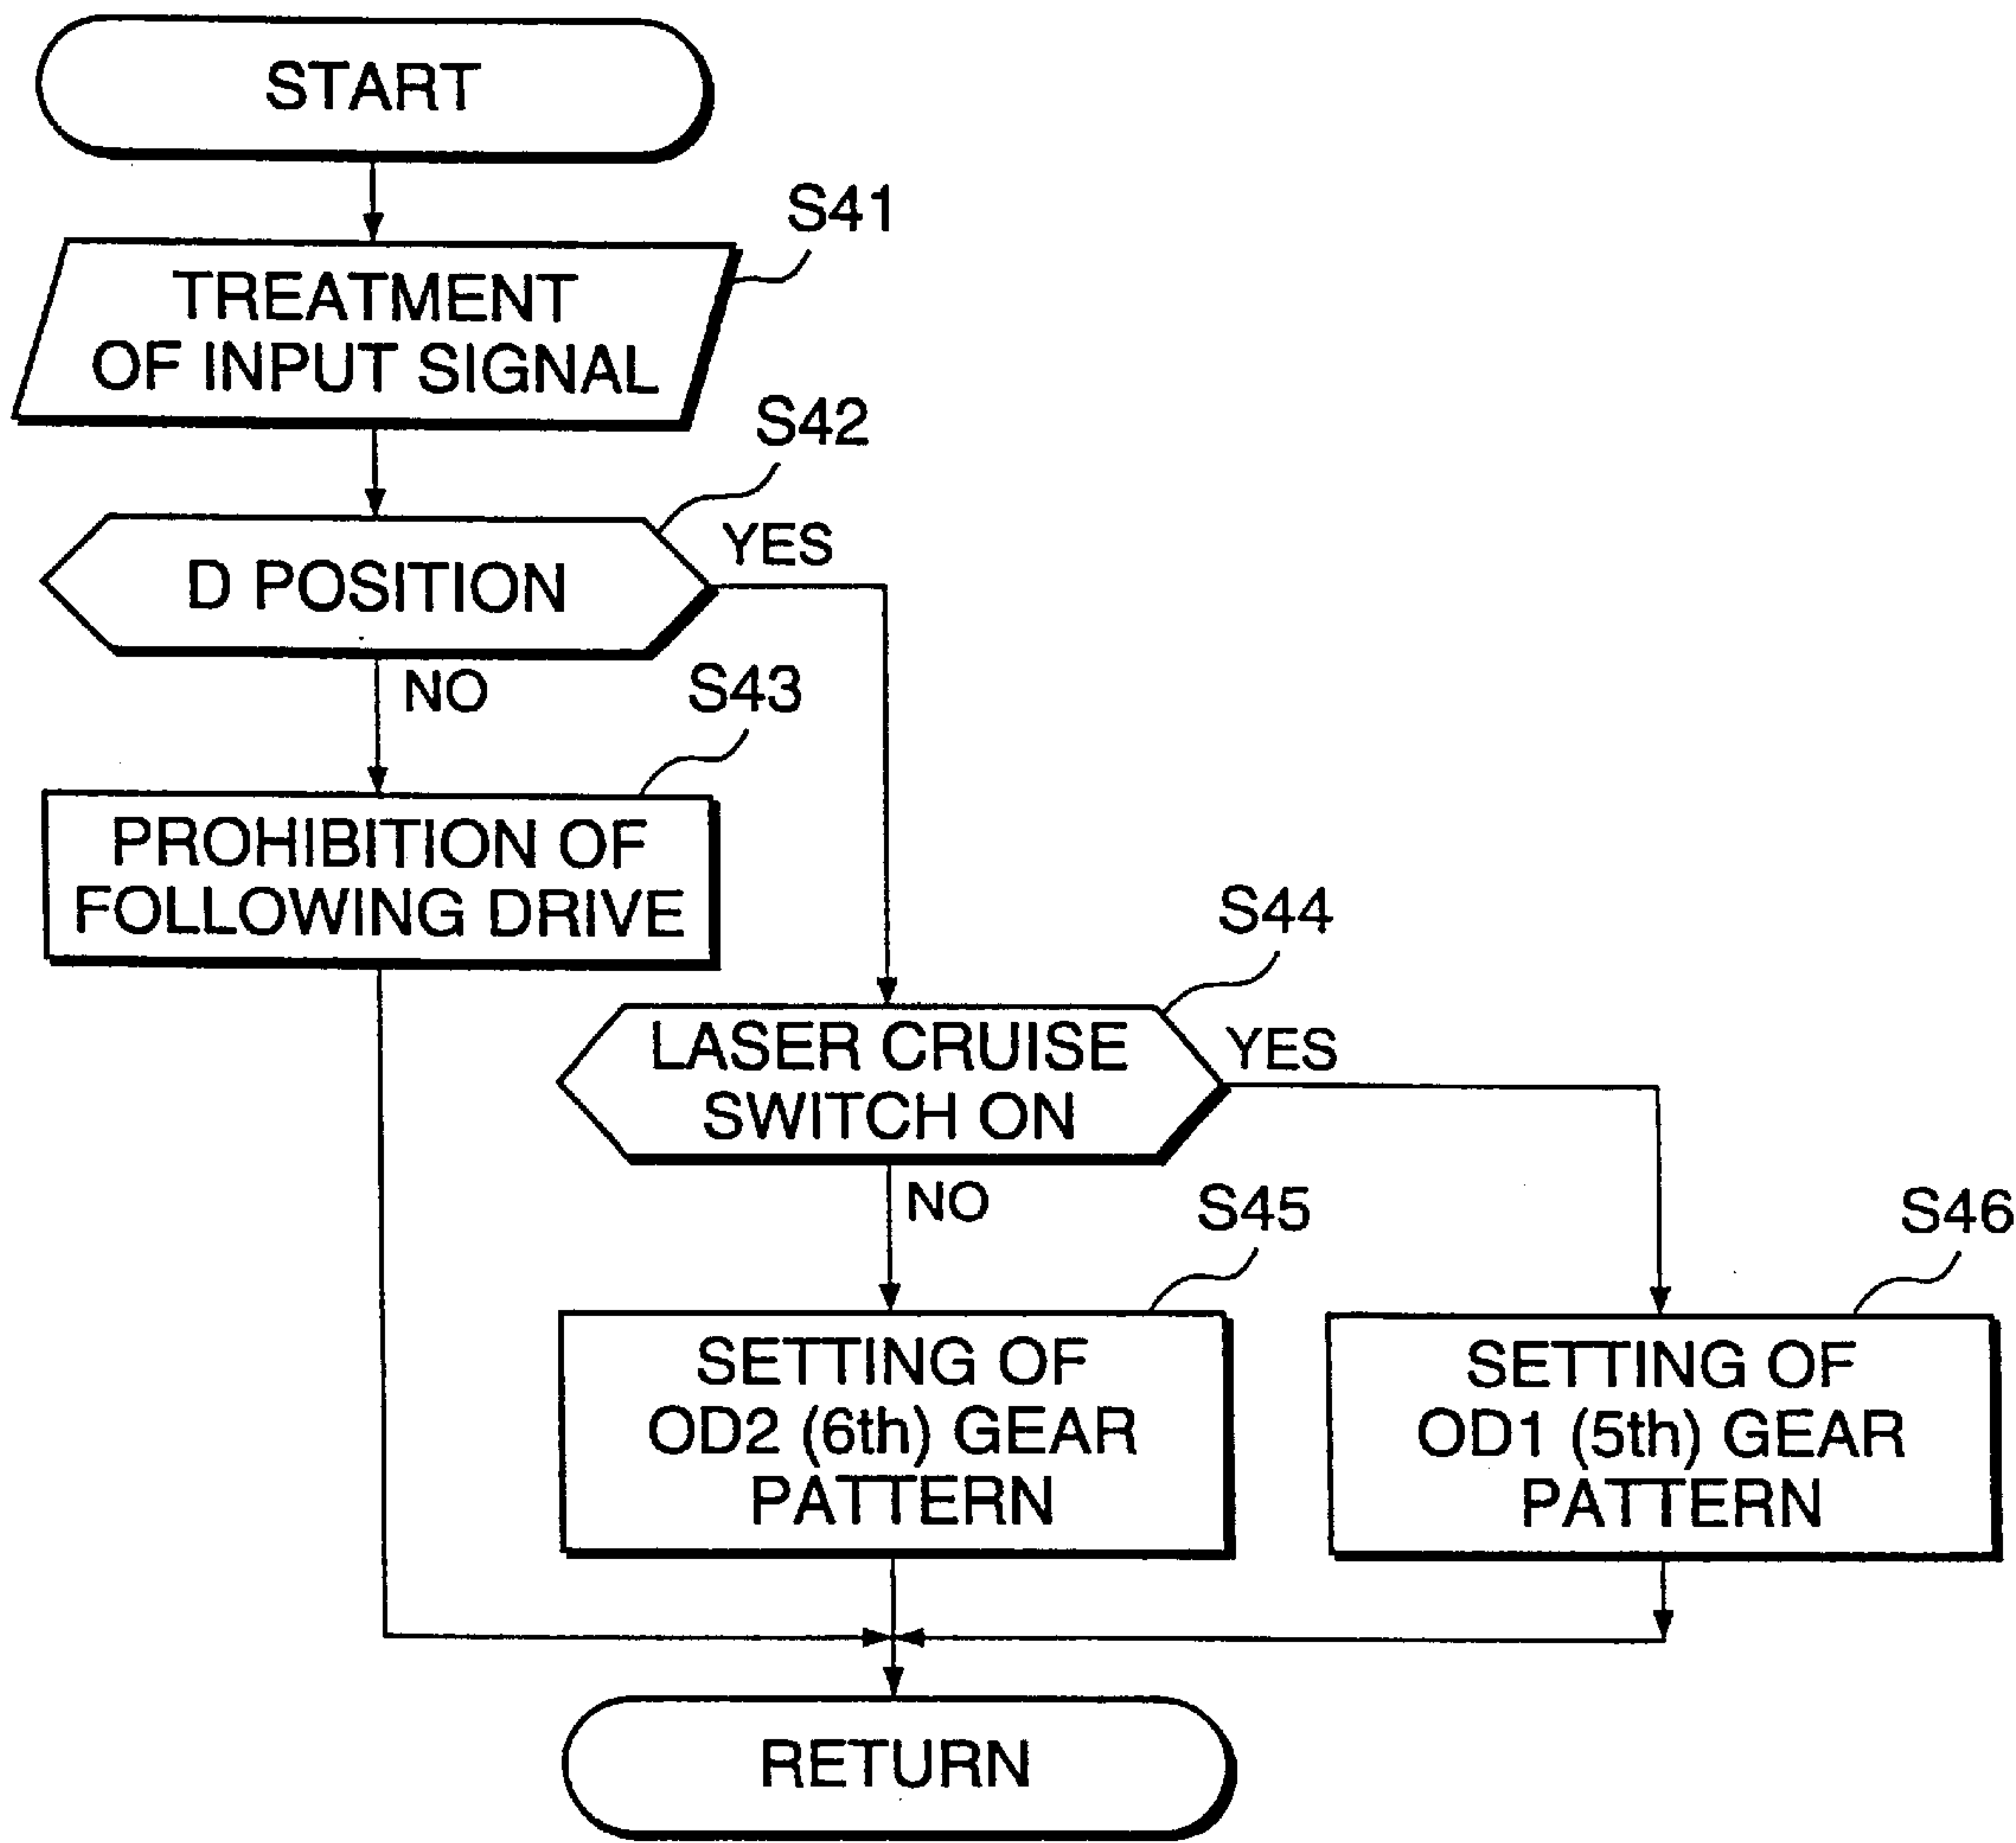 START
S41
TREATMENT
OF INPUT SIGNAL
S42
D POSITION
YES
NO
S43
PROHIBITION OF
FOLLOWING DRIVE
S44
LASER CRUISE
SWITCH ON
YES
NO
S45
SETTING OF
OD2 (6th) GEAR
PATTERN
S46
SETTING OF
OD1 (5th) GEAR
PATTERN
RETURN